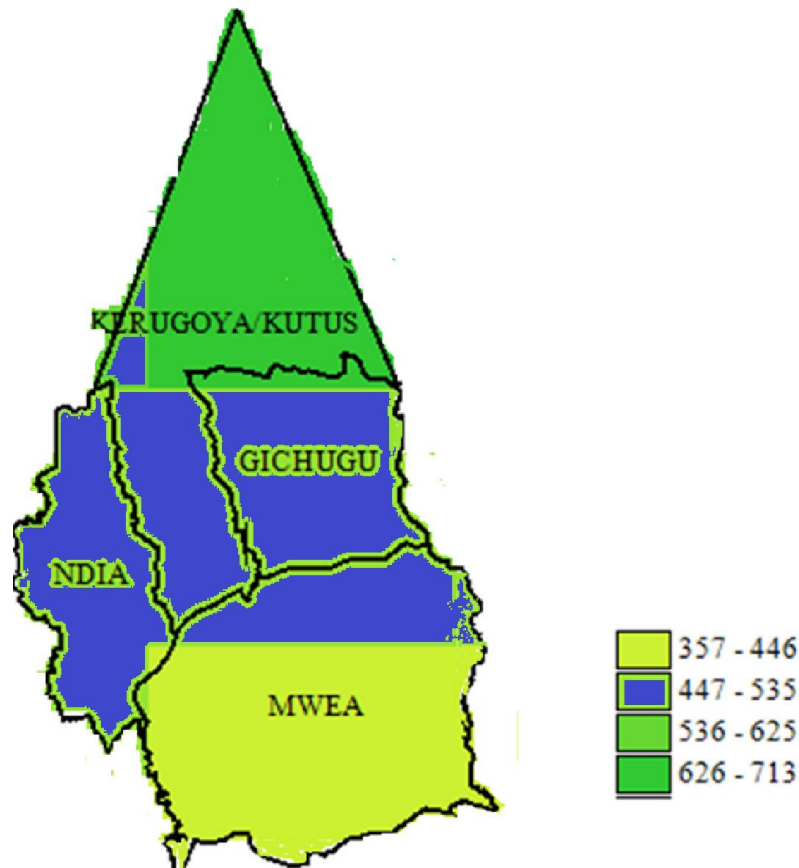 KERUGOYA/KUTUS
GICHUGU
NDIA
MWEA
357 - 446
447 - 535
536 - 625
626 - 713